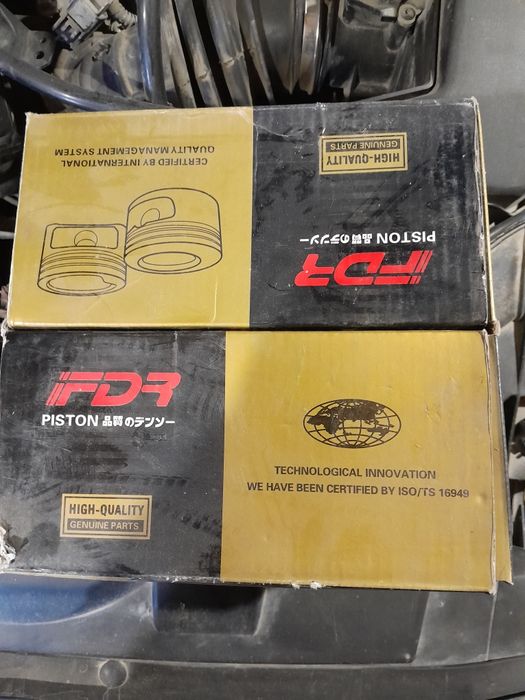 CERTIFIED BY INTERNATIONAL
QUALITY MANAGEMENT SYSTEM
HIGH-QUALITY
GENUINE PARTS
FDR
PISTON 品質のデンソー
FDR
PISTON 品質のデンソー
HIGH-QUALITY
GENUINE PARTS
TECHNOLOGICAL INNOVATION
WE HAVE BEEN CERTIFIED BY ISO/TS 16949